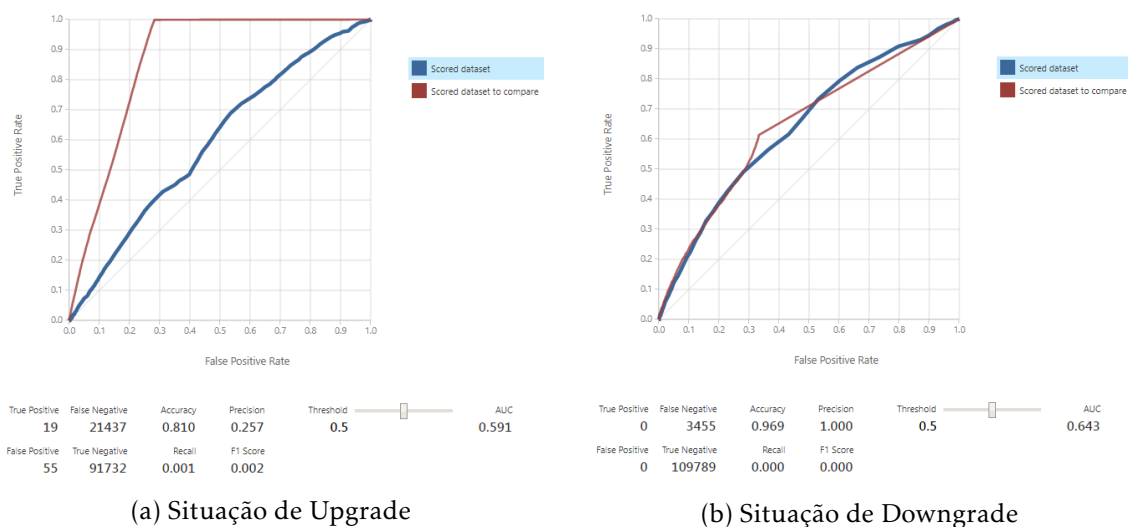 1.0
0.9
0.8
0.7
0.6
0.5
0.4
0.3
0.2
0.1
0.0
True Positive Rate
0.0 0.1 0.2 0.3 0.4 0.5 0.6 0.7 0.8 0.9 1.0
False Positive Rate
Scored dataset
Scored dataset to compare
True Positive False Negative Accuracy Precision Threshold AUC
19 21437 0.810 0.257 0.5 0.591
False Positive True Negative Recall F1 Score
55 91732 0.001 0.002
(a) Situação de Upgrade
1.0
0.9
0.8
0.7
0.6
0.5
0.4
0.3
0.2
0.1
0.0
True Positive Rate
0.0 0.1 0.2 0.3 0.4 0.5 0.6 0.7 0.8 0.9 1.0
False Positive Rate
Scored dataset
Scored dataset to compare
True Positive False Negative Accuracy Precision Threshold AUC
0 3455 0.969 1.000 0.5 0.643
False Positive True Negative Recall F1 Score
0 109789 0.000 0.000
(b) Situação de Downgrade